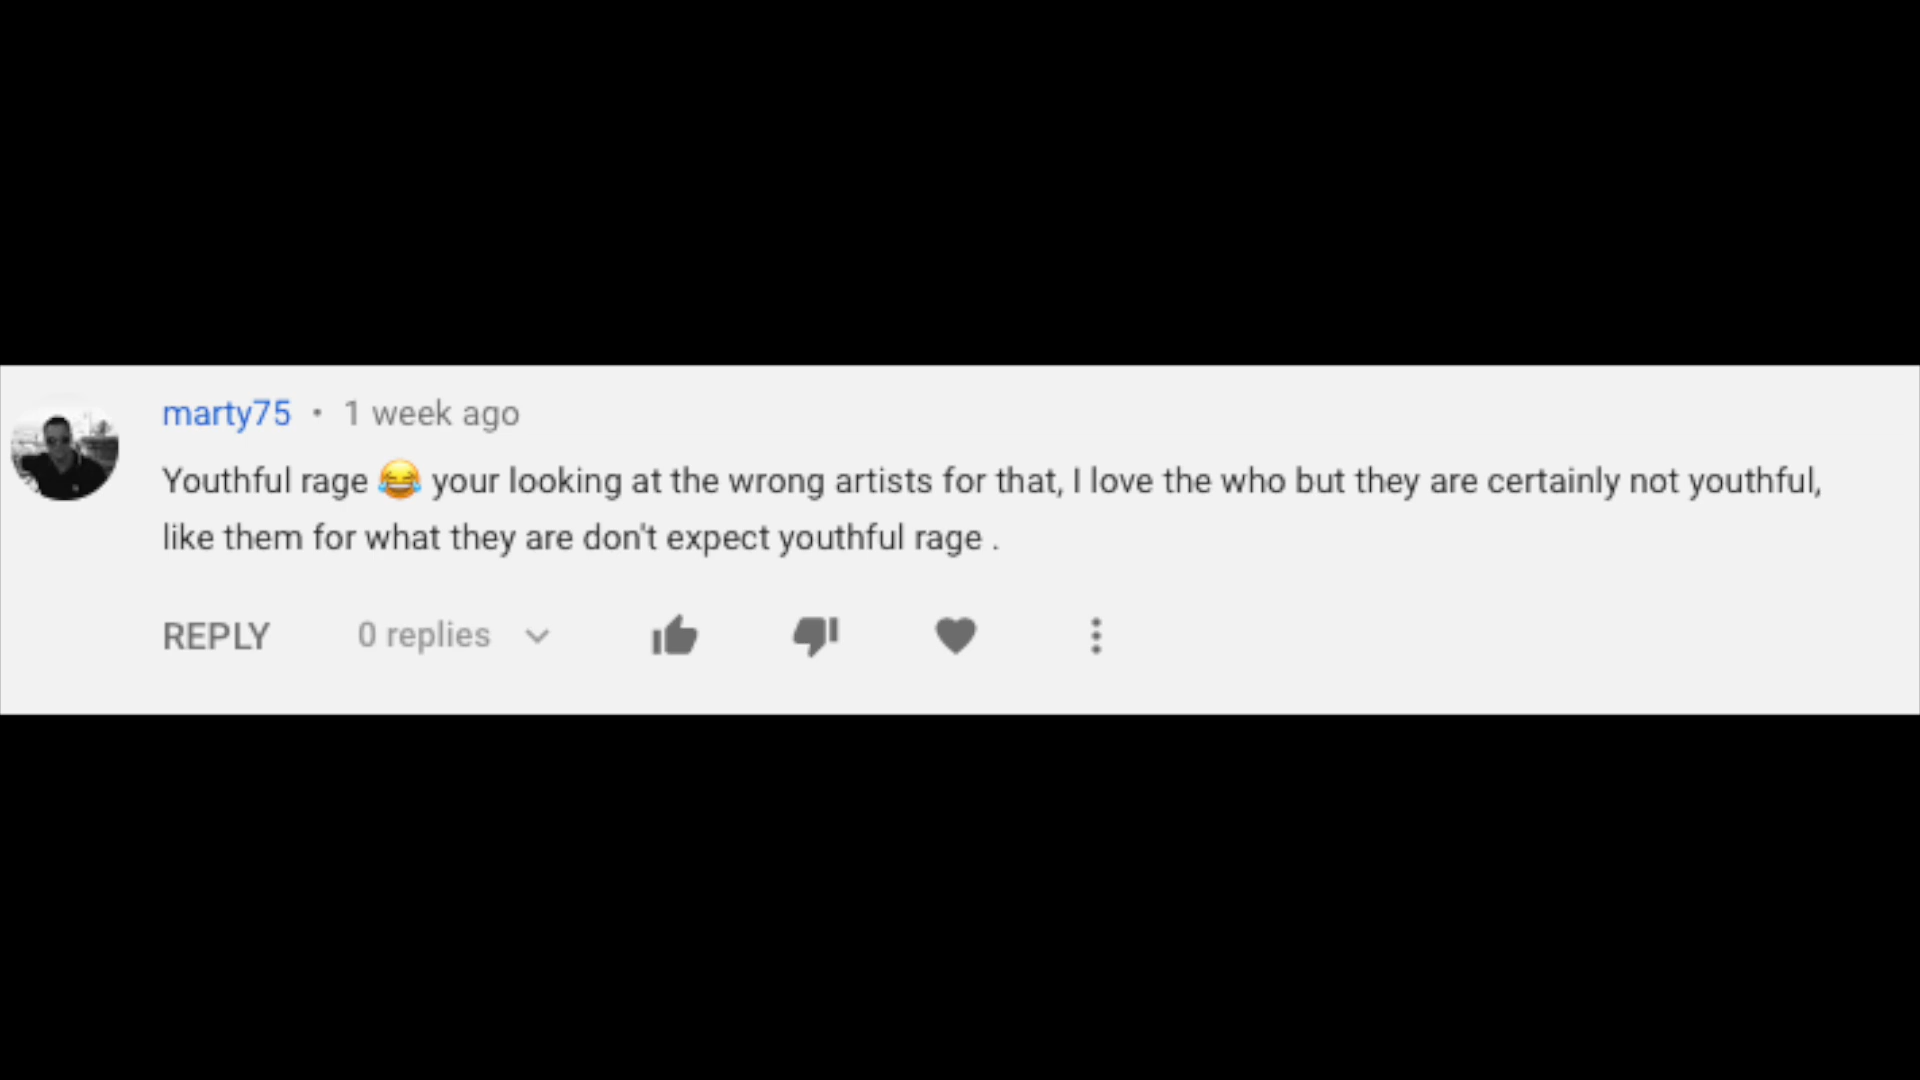 marty75 • 1 week ago
Youthful rage 😂 your looking at the wrong artists for that, I love the who but they are certainly not youthful,
like them for what they are don't expect youthful rage .
REPLY 0 replies